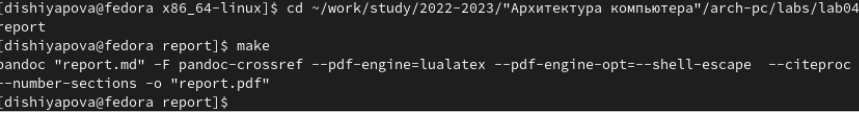 [dishiyapova@fedora x86_64-linux]$ cd ~/work/study/2022-2023/"Архитектура компьютера"/arch-pc/labs/lab04
report
[dishiyapova@fedora report]$ make
pandoc "report.md" -F pandoc-crossref --pdf-engine=lualatex --pdf-engine-opt=--shell-escape  --citeproc
--number-sections -o "report.pdf"
[dishiyapova@fedora report]$